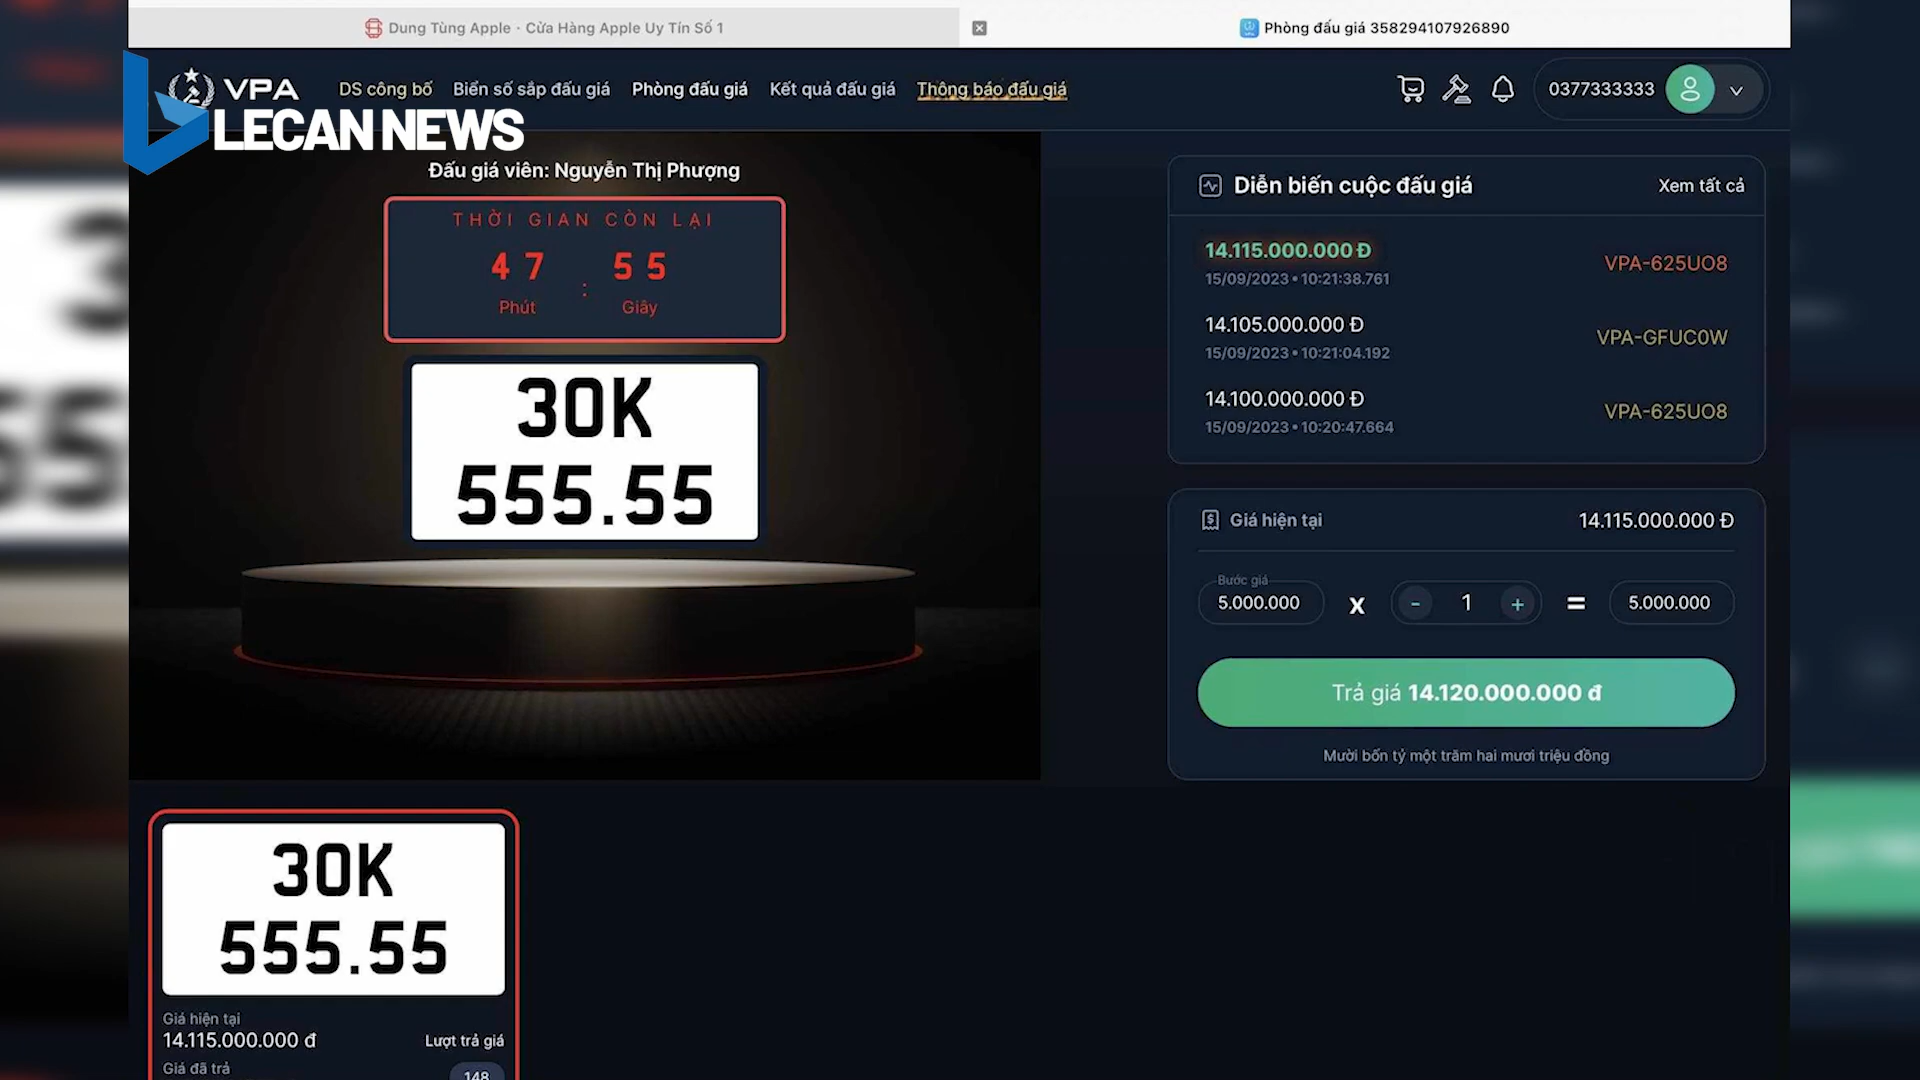 Dung Tùng Apple · Cửa Hàng Apple Uy Tín Số 1
Phòng đấu giá 358294107926890
VPA
DS công bố
Biển số sắp đấu giá
Phòng đấu giá
Kết quả đấu giá
Thông báo đấu giá
0377333333
LECAN NEWS
Đấu giá viên: Nguyễn Thị Phượng
THỜI GIAN CÒN LẠI
47 : 55
Phút Giây
30K
555.55
Diễn biến cuộc đấu giá
Xem tất cả
14.115.000.000 Đ
VPA-625UO8
15/09/2023 • 10:21:38.761
14.105.000.000 Đ
VPA-GFUC0W
15/09/2023 • 10:21:04.192
14.100.000.000 Đ
VPA-625UO8
15/09/2023 • 10:20:47.664
Giá hiện tại
14.115.000.000 Đ
Bước giá
5.000.000 x - 1 + = 5.000.000
Trả giá 14.120.000.000 đ
Mười bốn tỷ một trăm hai mươi triệu đồng
30K
555.55
Giá hiện tại
14.115.000.000 đ
Lượt trả giá
Giá đã trả
148